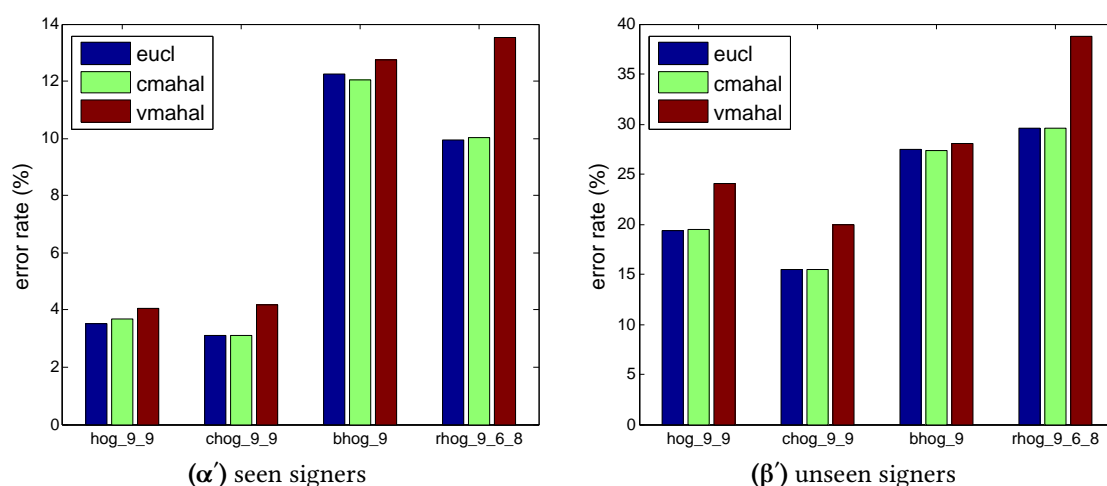 14
12
10
8
6
4
2
0
error rate (%)
eucl
cmahal
vmahal
hog_9_9
chog_9_9
bhog_9
rhog_9_6_8
(α′) seen signers
40
35
30
25
20
15
10
5
0
error rate (%)
eucl
cmahal
vmahal
hog_9_9
chog_9_9
bhog_9
rhog_9_6_8
(β′) unseen signers